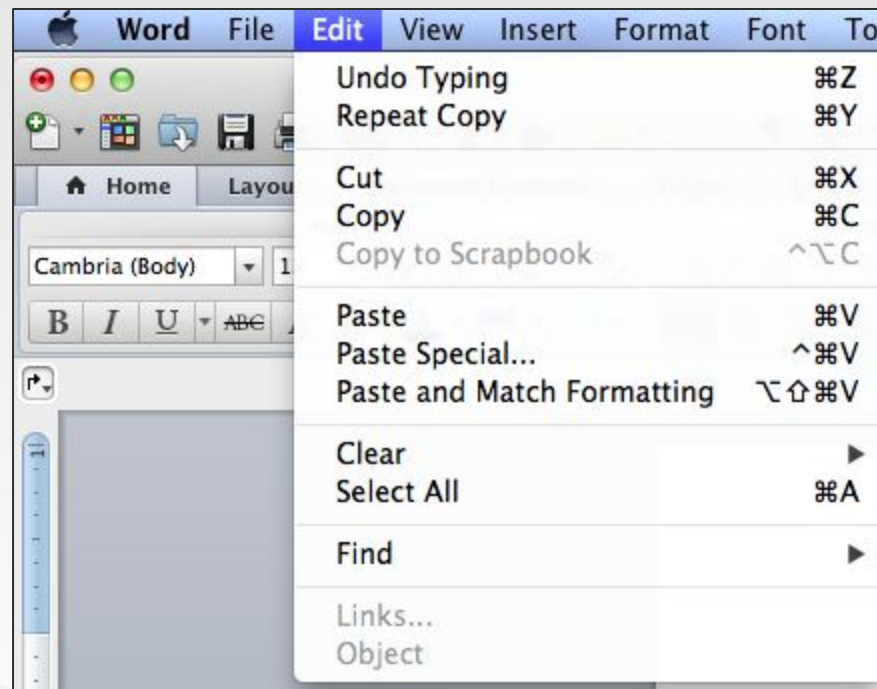 Word File Edit View Insert Format Font To
Home Layou
Cambria (Body) 1
B I U ABC A
Undo Typing ⌘Z
Repeat Copy ⌘Y
Cut ⌘X
Copy ⌘C
Copy to Scrapbook ^⌥C
Paste ⌘V
Paste Special... ^⌘V
Paste and Match Formatting ⌥⇧⌘V
Clear ▶
Select All ⌘A
Find ▶
Links...
Object